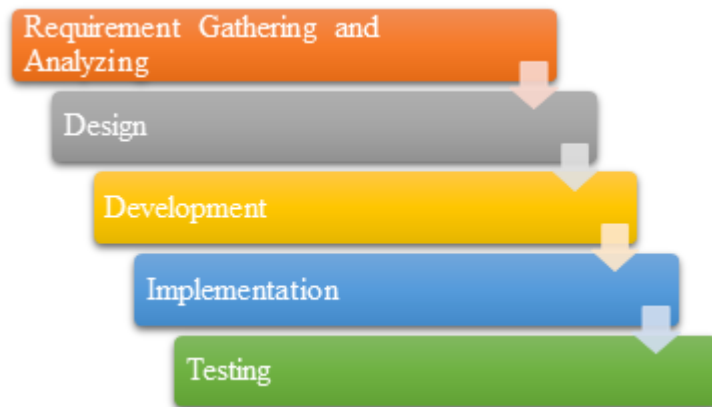 Requirement Gathering and
Analyzing
Design
Development
Implementation
Testing